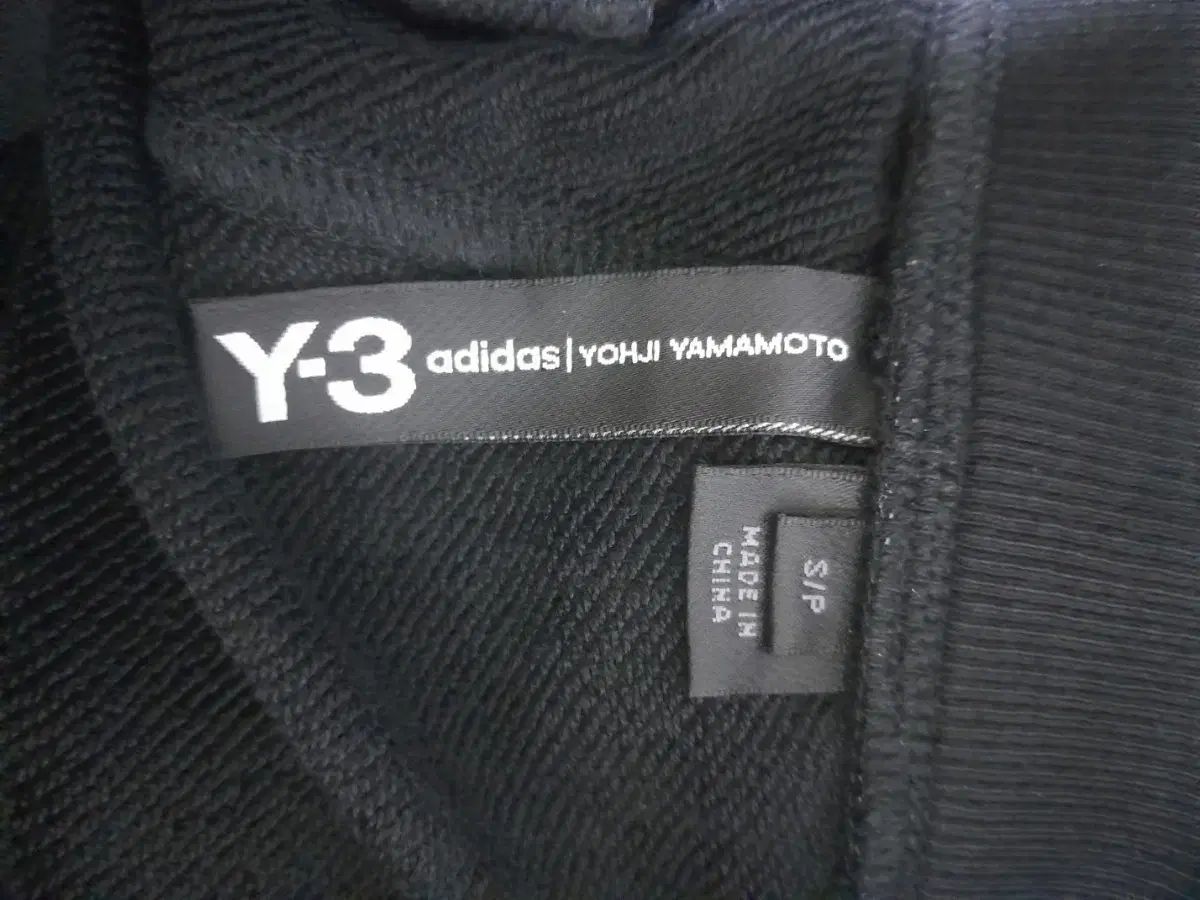 Y-3 adidas | YOHJI YAMAMOTO
S/P
MADE IN
CHINA